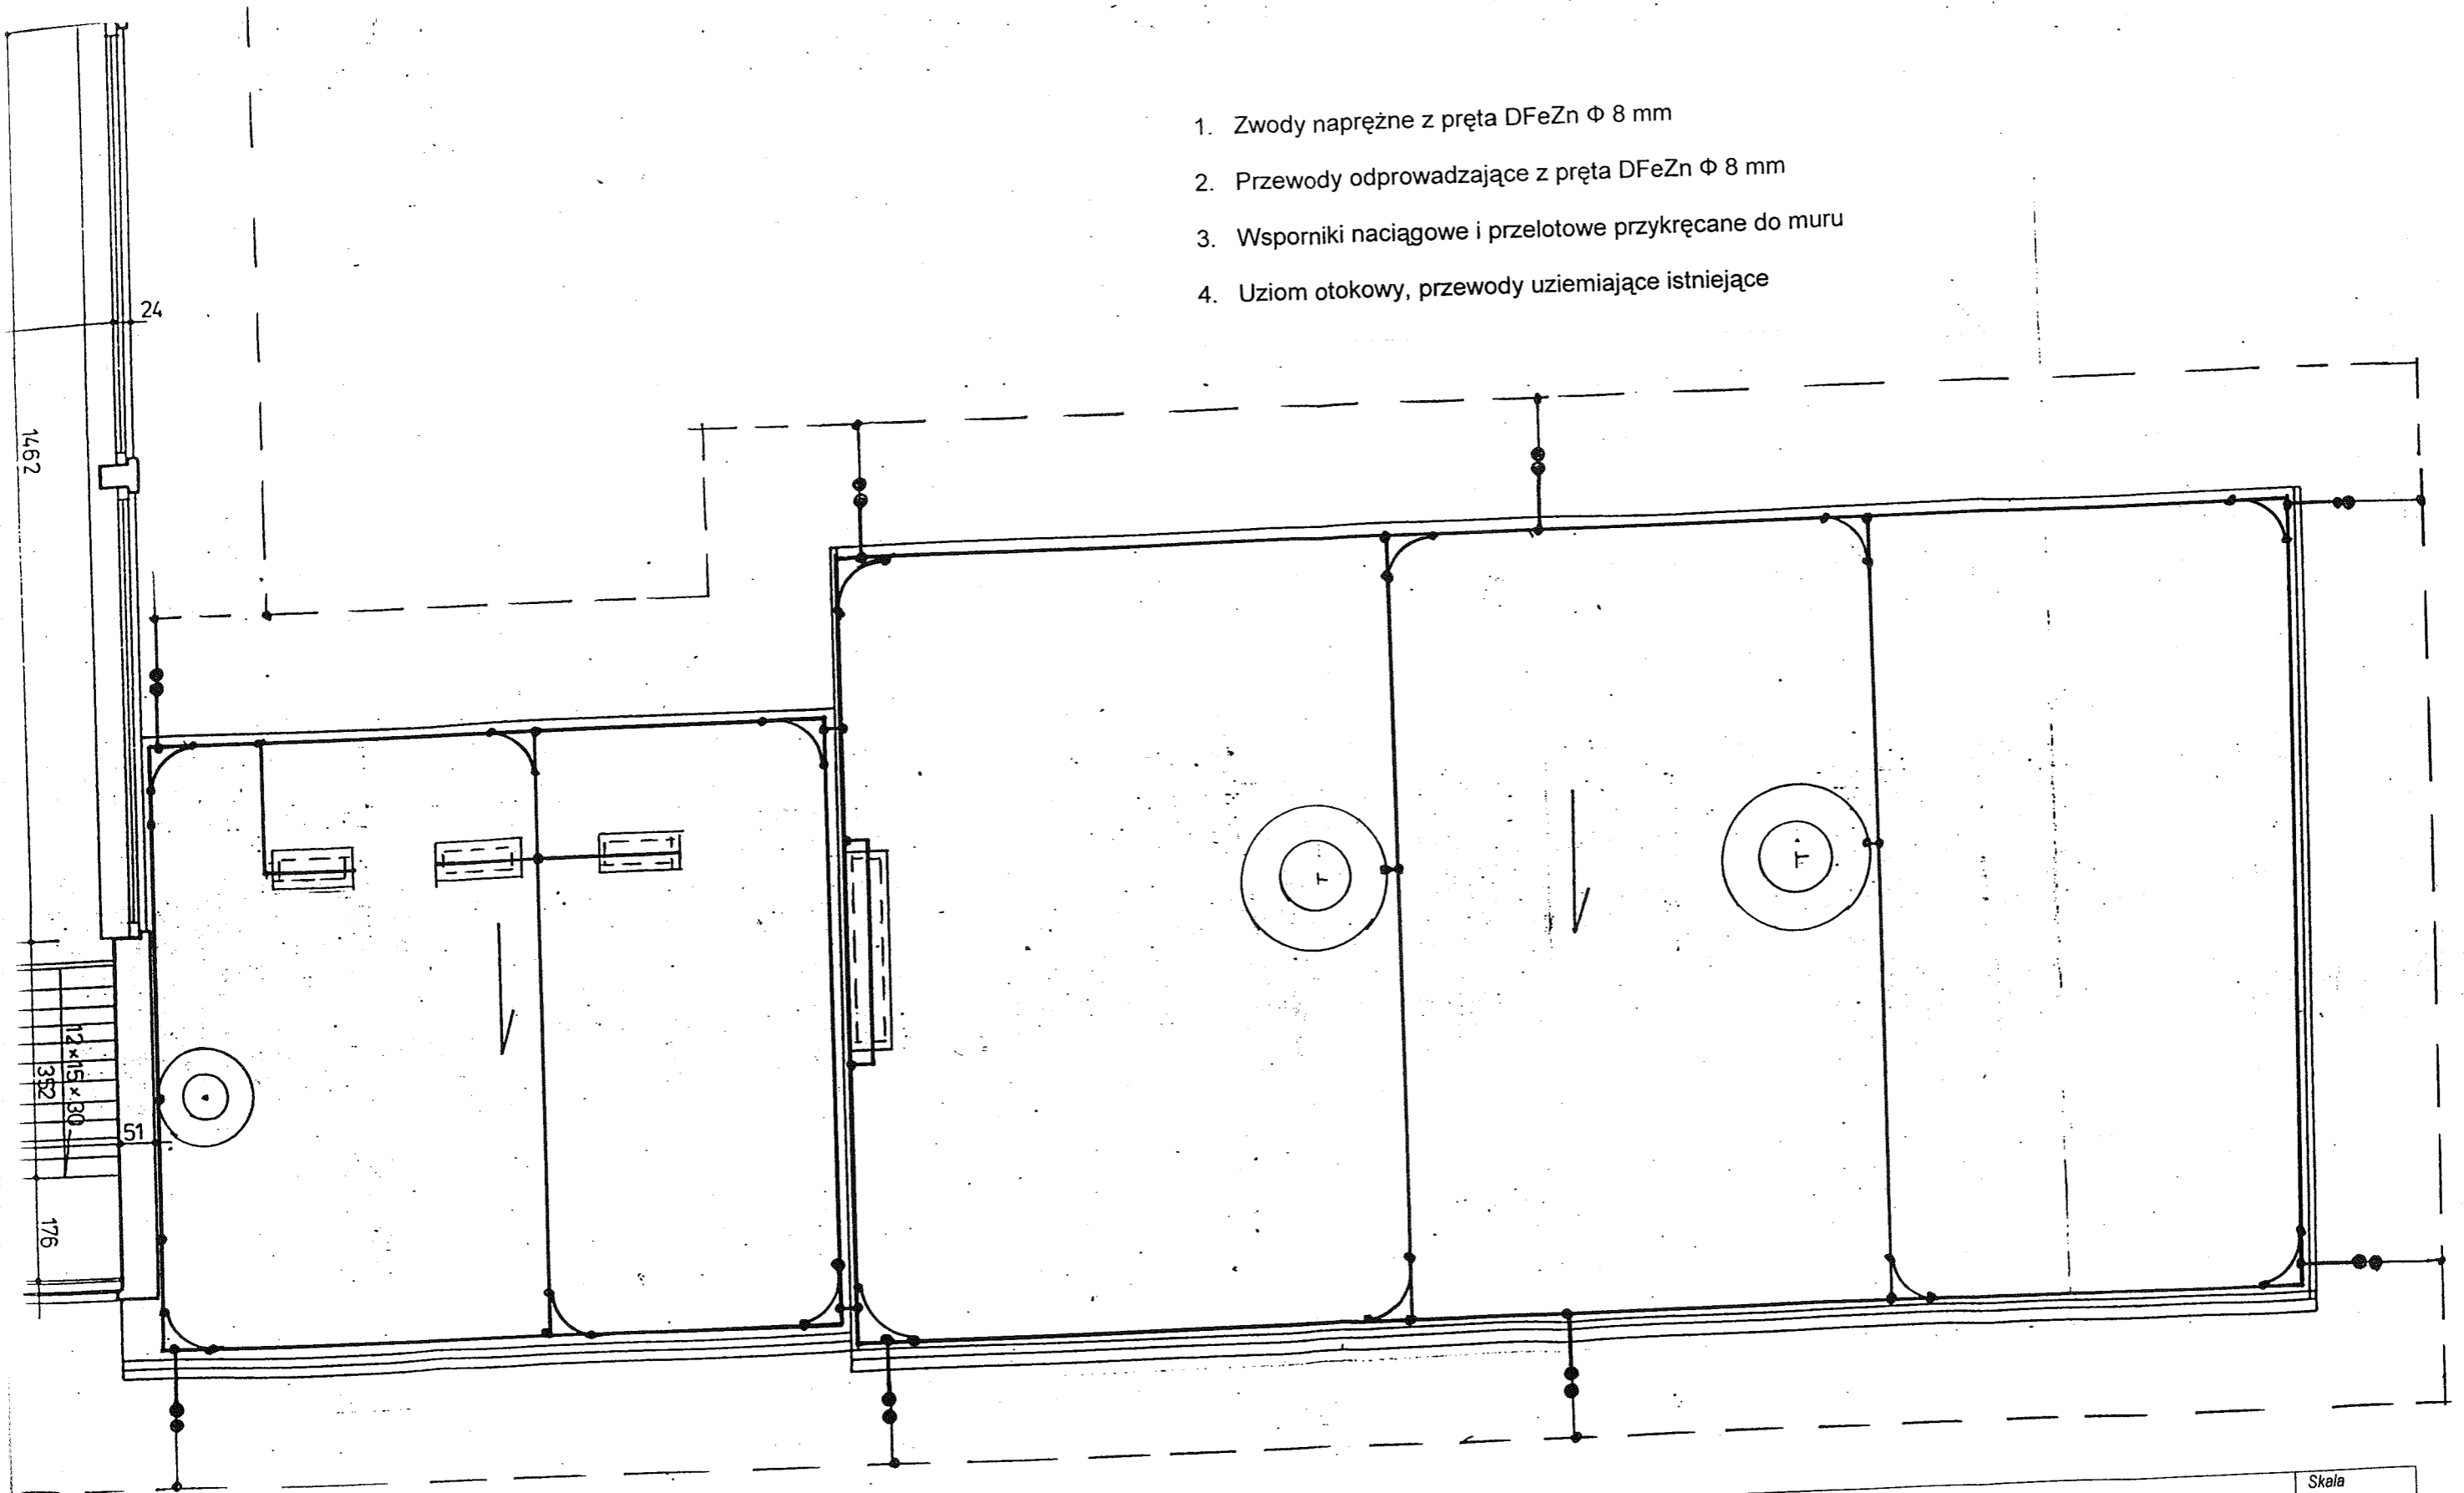 1. Zwody naprężne z pręta DFeZn Φ 8 mm
2. Przewody odprowadzające z pręta DFeZn Φ 8 mm
3. Wsporniki naciągowe i przelotowe przykręcane do muru
4. Uziom otokowy, przewody uziemiające istniejące
24
1462
T
T
12×15×30
352
51
176
Skala